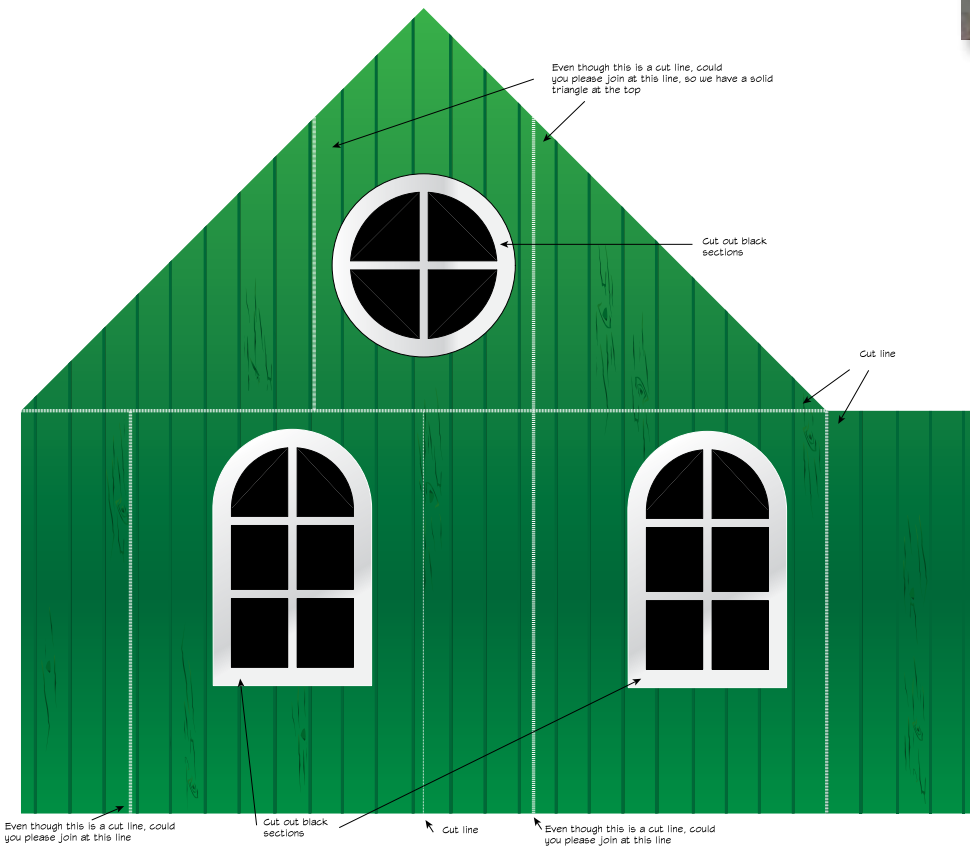 Even though this is a cut line, could
you please join at this line, so we have a solid
triangle at the top
Cut out black
sections
Cut line
Even though this is a cut line, could
you please join at this line
Cut out black
sections
Cut line
Even though this is a cut line, could
you please join at this line